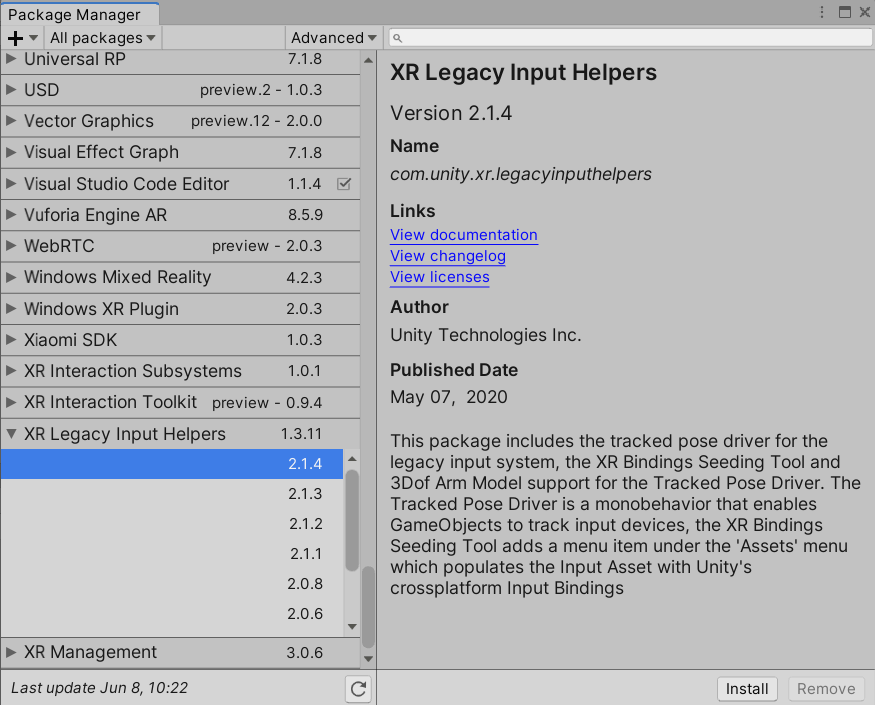 Package Manager
All packages
Advanced
Universal RP 7.1.8
USD preview.2 - 1.0.3
Vector Graphics preview.12 - 2.0.0
Visual Effect Graph 7.1.8
Visual Studio Code Editor 1.1.4
Vuforia Engine AR 8.5.9
WebRTC preview - 2.0.3
Windows Mixed Reality 4.2.3
Windows XR Plugin 2.0.3
Xiaomi SDK 1.0.3
XR Interaction Subsystems 1.0.1
XR Interaction Toolkit preview - 0.9.4
XR Legacy Input Helpers 1.3.11
2.1.4
2.1.3
2.1.2
2.1.1
2.0.8
2.0.6
XR Management 3.0.6
Last update Jun 8, 10:22
XR Legacy Input Helpers
Version 2.1.4
Name
com.unity.xr.legacyinputhelpers
Links
View documentation
View changelog
View licenses
Author
Unity Technologies Inc.
Published Date
May 07,  2020
This package includes the tracked pose driver for the
legacy input system, the XR Bindings Seeding Tool and
3Dof Arm Model support for the Tracked Pose Driver. The
Tracked Pose Driver is a monobehavior that enables
GameObjects to track input devices, the XR Bindings
Seeding Tool adds a menu item under the 'Assets' menu
which populates the Input Asset with Unity's
crossplatform Input Bindings
Install
Remove